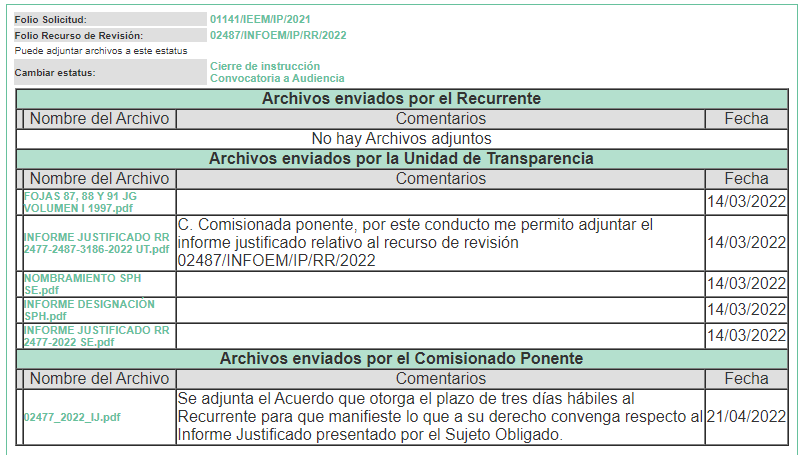 Folio Solicitud: 01141/IEEM/IP/2021
Folio Recurso de Revisión: 02487/INFOEM/IP/RR/2022
Puede adjuntar archivos a este estatus
Cambiar estatus: Cierre de instrucción
Convocatoria a Audiencia
Archivos enviados por el Recurrente
Nombre del Archivo Comentarios Fecha
No hay Archivos adjuntos
Archivos enviados por la Unidad de Transparencia
Nombre del Archivo Comentarios Fecha
FOJAS 87, 88 Y 91 JG
VOLUMEN I 1997.pdf
14/03/2022
INFORME JUSTIFICADO RR
2477-2487-3186-2022 UT.pdf
C. Comisionada ponente, por este conducto me permito adjuntar el
informe justificado relativo al recurso de revisión
02487/INFOEM/IP/RR/2022
14/03/2022
NOMBRAMIENTO SPH
SE.pdf
14/03/2022
INFORME DESIGNACIÒN
SPH.pdf
14/03/2022
INFORME JUSTIFICADO RR
2477-2022 SE.pdf
14/03/2022
Archivos enviados por el Comisionado Ponente
Nombre del Archivo Comentarios Fecha
02477_2022_IJ.pdf
Se adjunta el Acuerdo que otorga el plazo de tres días hábiles al
Recurrente para que manifieste lo que a su derecho convenga respecto al
Informe Justificado presentado por el Sujeto Obligado.
21/04/2022